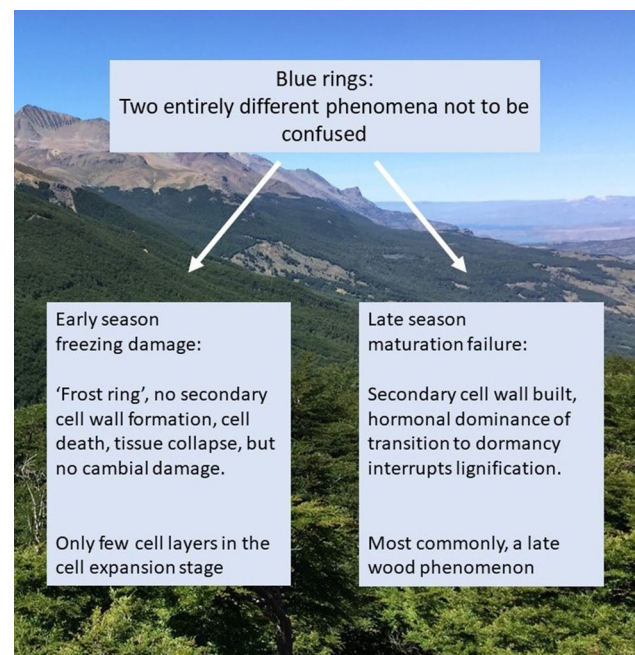 Blue rings:
Two entirely different phenomena not to be
confused
Early season
freezing damage:
‘Frost ring’, no secondary
cell wall formation, cell
death, tissue collapse, but
no cambial damage.
Only few cell layers in the
cell expansion stage
Late season
maturation failure:
Secondary cell wall built,
hormonal dominance of
transition to dormancy
interrupts lignification.
Most commonly, a late
wood phenomenon